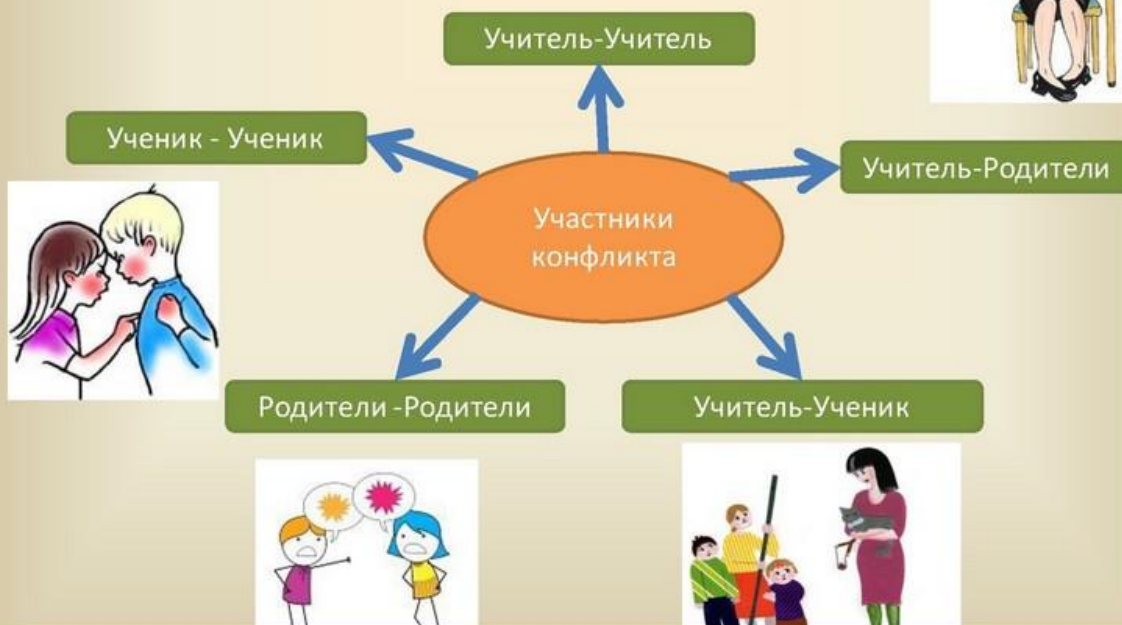 Учитель-Учитель
Ученик - Ученик
Учитель-Родители
Участники
конфликта
Родители -Родители
Учитель-Ученик